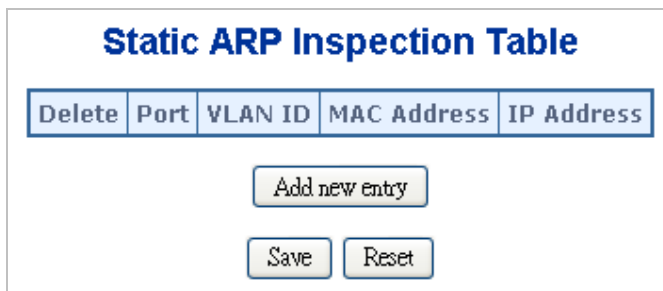 Static ARP Inspection Table
Delete Port VLAN ID MAC Address IP Address
Add new entry
Save Reset